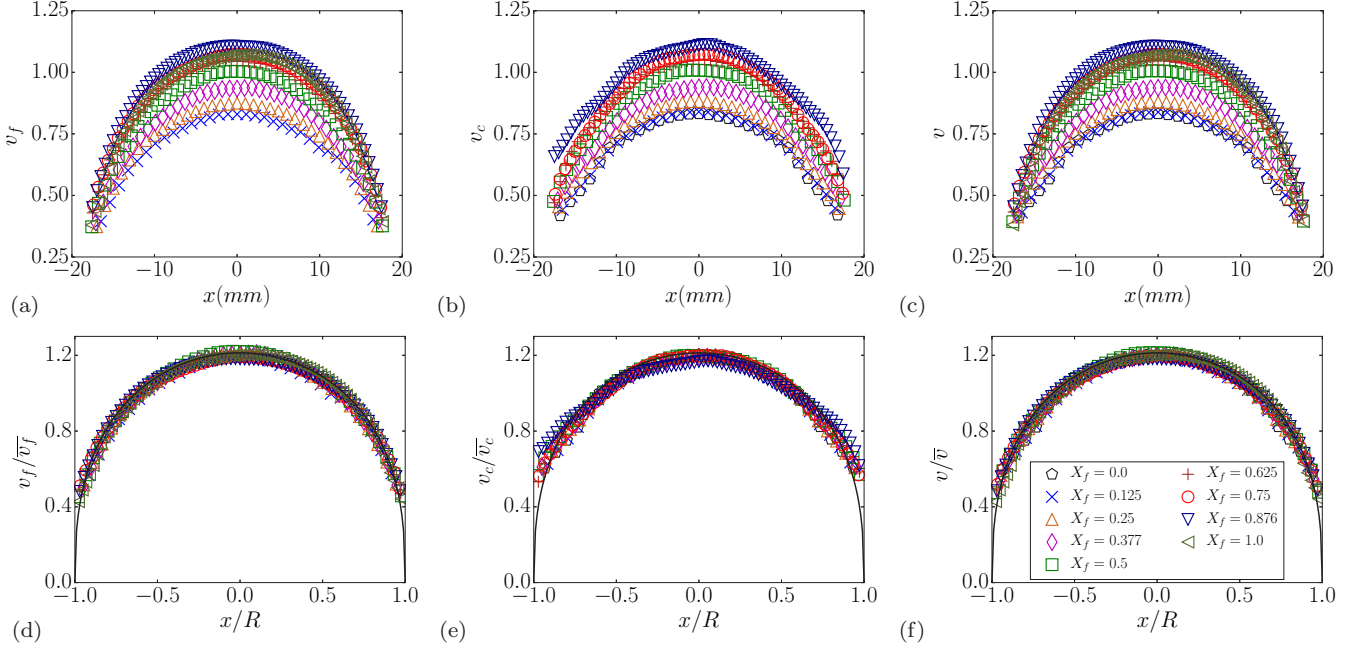 1.25
1.00
0.75
0.50
0.25
v_f
−20 −10 0 10 20
x(mm)
(a)
1.25
1.00
0.75
0.50
0.25
v_c
−20 −10 0 10 20
x(mm)
(b)
1.25
1.00
0.75
0.50
0.25
v
−20 −10 0 10 20
x(mm)
(c)
1.2
0.8
0.4
0.0
v_f/\overline{v_f}
−1.0 −0.5 0.0 0.5 1.0
x/R
(d)
1.2
0.8
0.4
0.0
v_c/\overline{v_c}
−1.0 −0.5 0.0 0.5 1.0
x/R
(e)
1.2
0.8
0.4
0.0
v/\overline{v}
X_f = 0.0
X_f = 0.125
X_f = 0.25
X_f = 0.377
X_f = 0.5
X_f = 0.625
X_f = 0.75
X_f = 0.876
X_f = 1.0
−1.0 −0.5 0.0 0.5 1.0
x/R
(f)